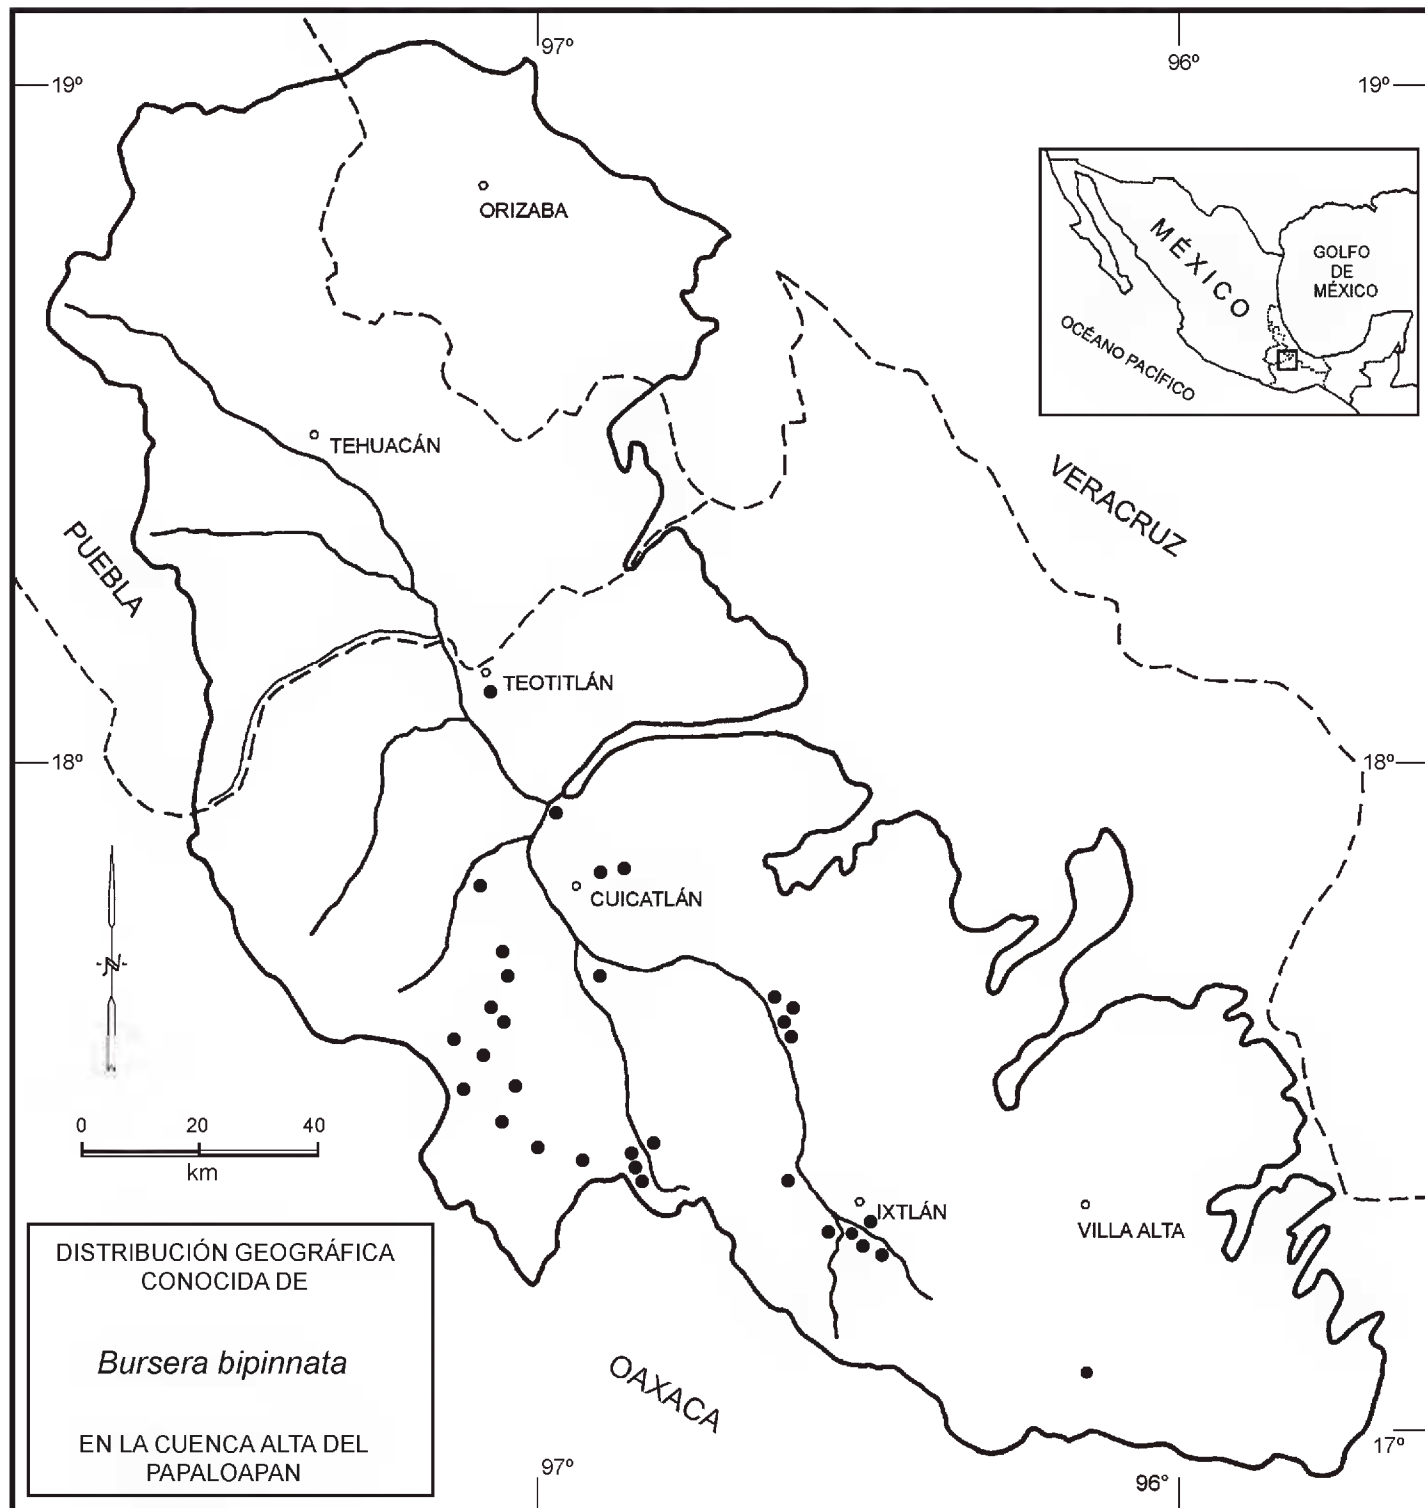 97º
96º
19º
19º
ORIZABA
MÉXICO
GOLFO
DE
MÉXICO
OCÉANO PACÍFICO
TEHUACÁN
VERACRUZ
PUEBLA
TEOTITLÁN
18º
18º
CUICATLÁN
N
0 20 40
km
IXTLÁN
VILLA ALTA
DISTRIBUCIÓN GEOGRÁFICA
CONOCIDA DE
Bursera bipinnata
EN LA CUENCA ALTA DEL
PAPALOAPAN
OAXACA
17º
97º
96°